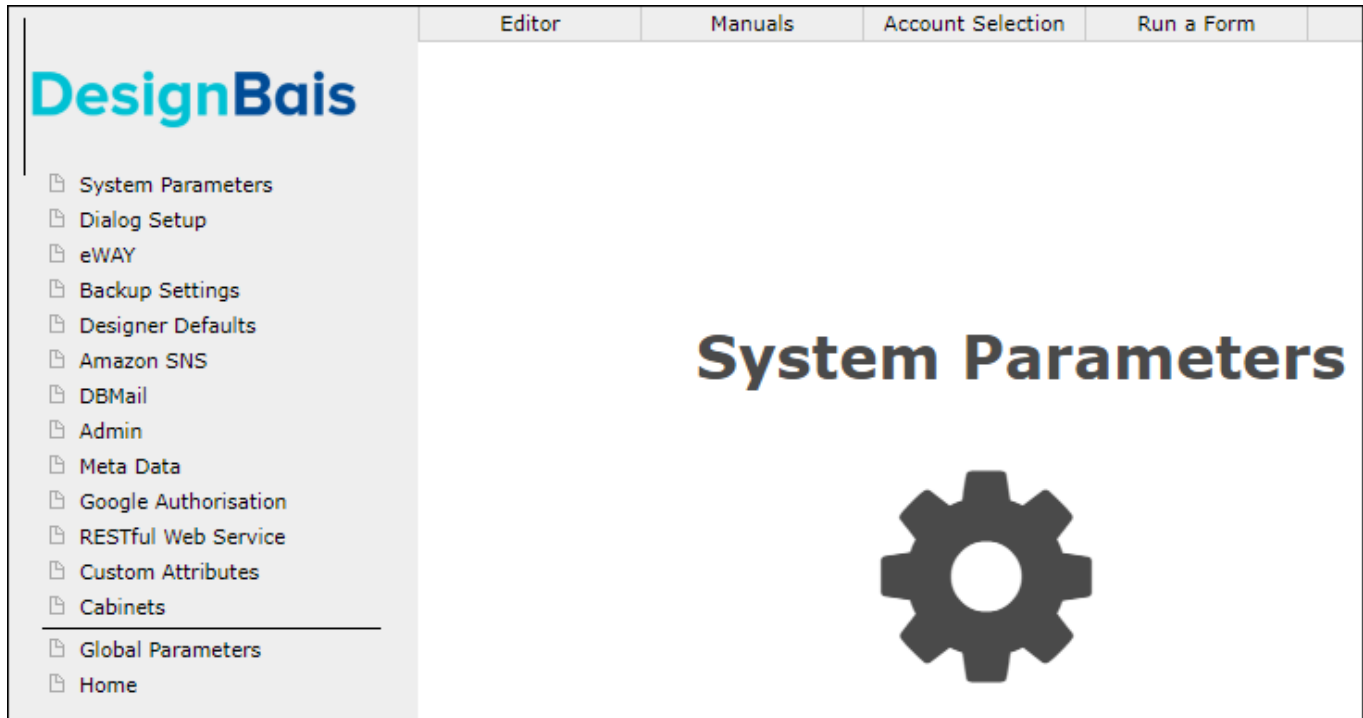 Editor Manuals Account Selection Run a Form
DesignBais
System Parameters
Dialog Setup
eWAY
Backup Settings
Designer Defaults
Amazon SNS
DBMail
Admin
Meta Data
Google Authorisation
RESTful Web Service
Custom Attributes
Cabinets
Global Parameters
Home
System Parameters